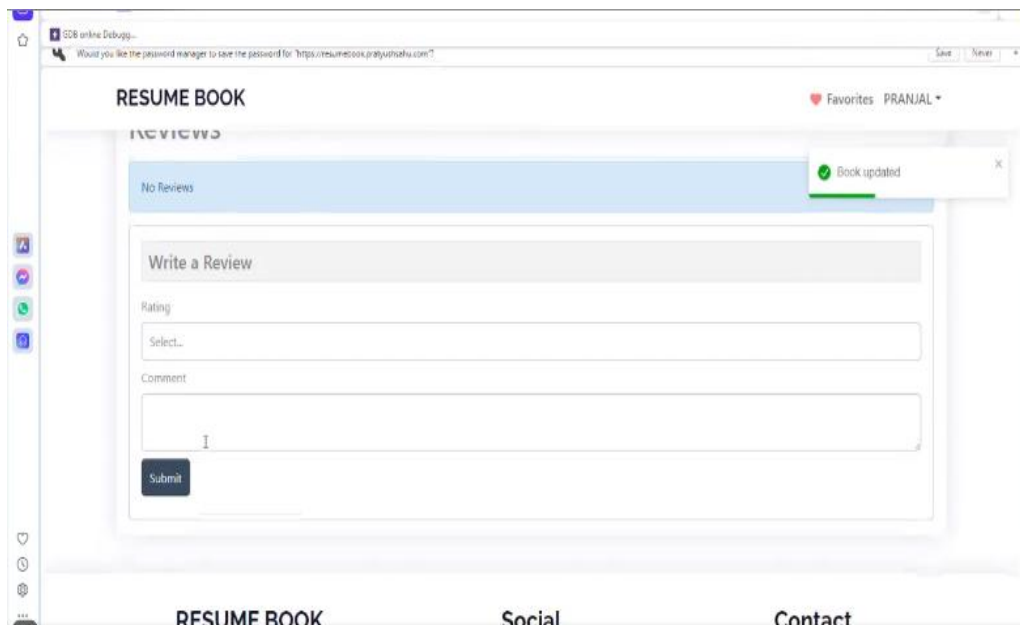 GDB online Debugg...
Would you like the password manager to save the password for "https://resumebook.pratyushsahu.com"?
Save Never
RESUME BOOK
Favorites PRANJAL
Reviews
Book updated
No Reviews
Write a Review
Rating
Select...
Comment
Submit
RESUME BOOK Social Contact